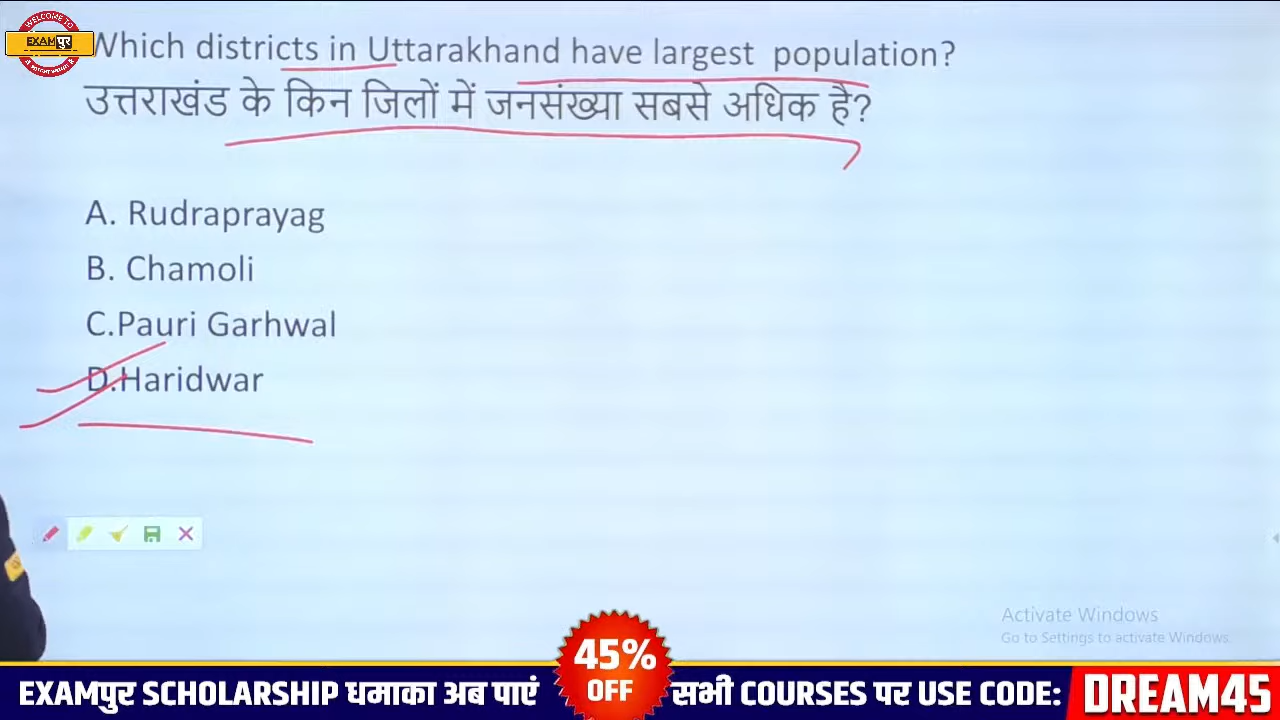 WELCOME TO
EXAMपुर
Which districts in Uttarakhand have largest population?
उत्तराखंड के किन जिलों में जनसंख्या सबसे अधिक है?
A. Rudraprayag
B. Chamoli
C.Pauri Garhwal
D.Haridwar
Activate Windows
Go to Settings to activate Windows.
45%
OFF
EXAMपुर SCHOLARSHIP धमाका अब पाएं
सभी COURSES पर USE CODE:
DREAM45